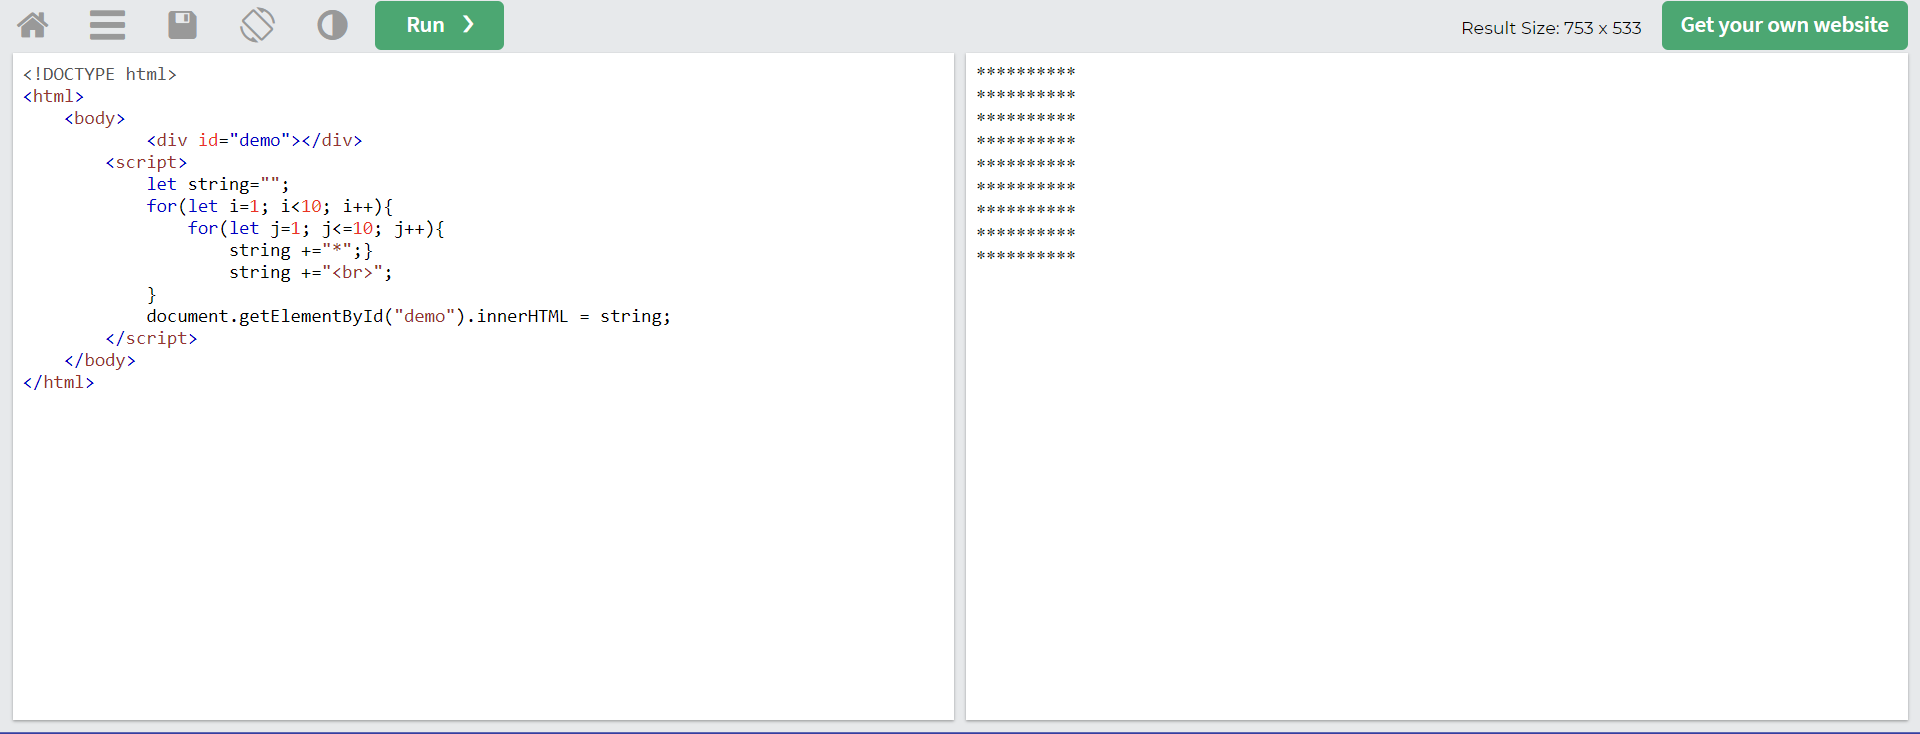 Run ❯
Result Size: 753 x 533
Get your own website
<!DOCTYPE html>
<html>
    <body>
            <div id="demo"></div>
        <script>
            let string="";
            for(let i=1; i<10; i++){
                for(let j=1; j<=10; j++){
                    string +="*";}
                    string +="<br>";
            }
            document.getElementById("demo").innerHTML = string;
        </script>
    </body>
</html>
**********
**********
**********
**********
**********
**********
**********
**********
**********